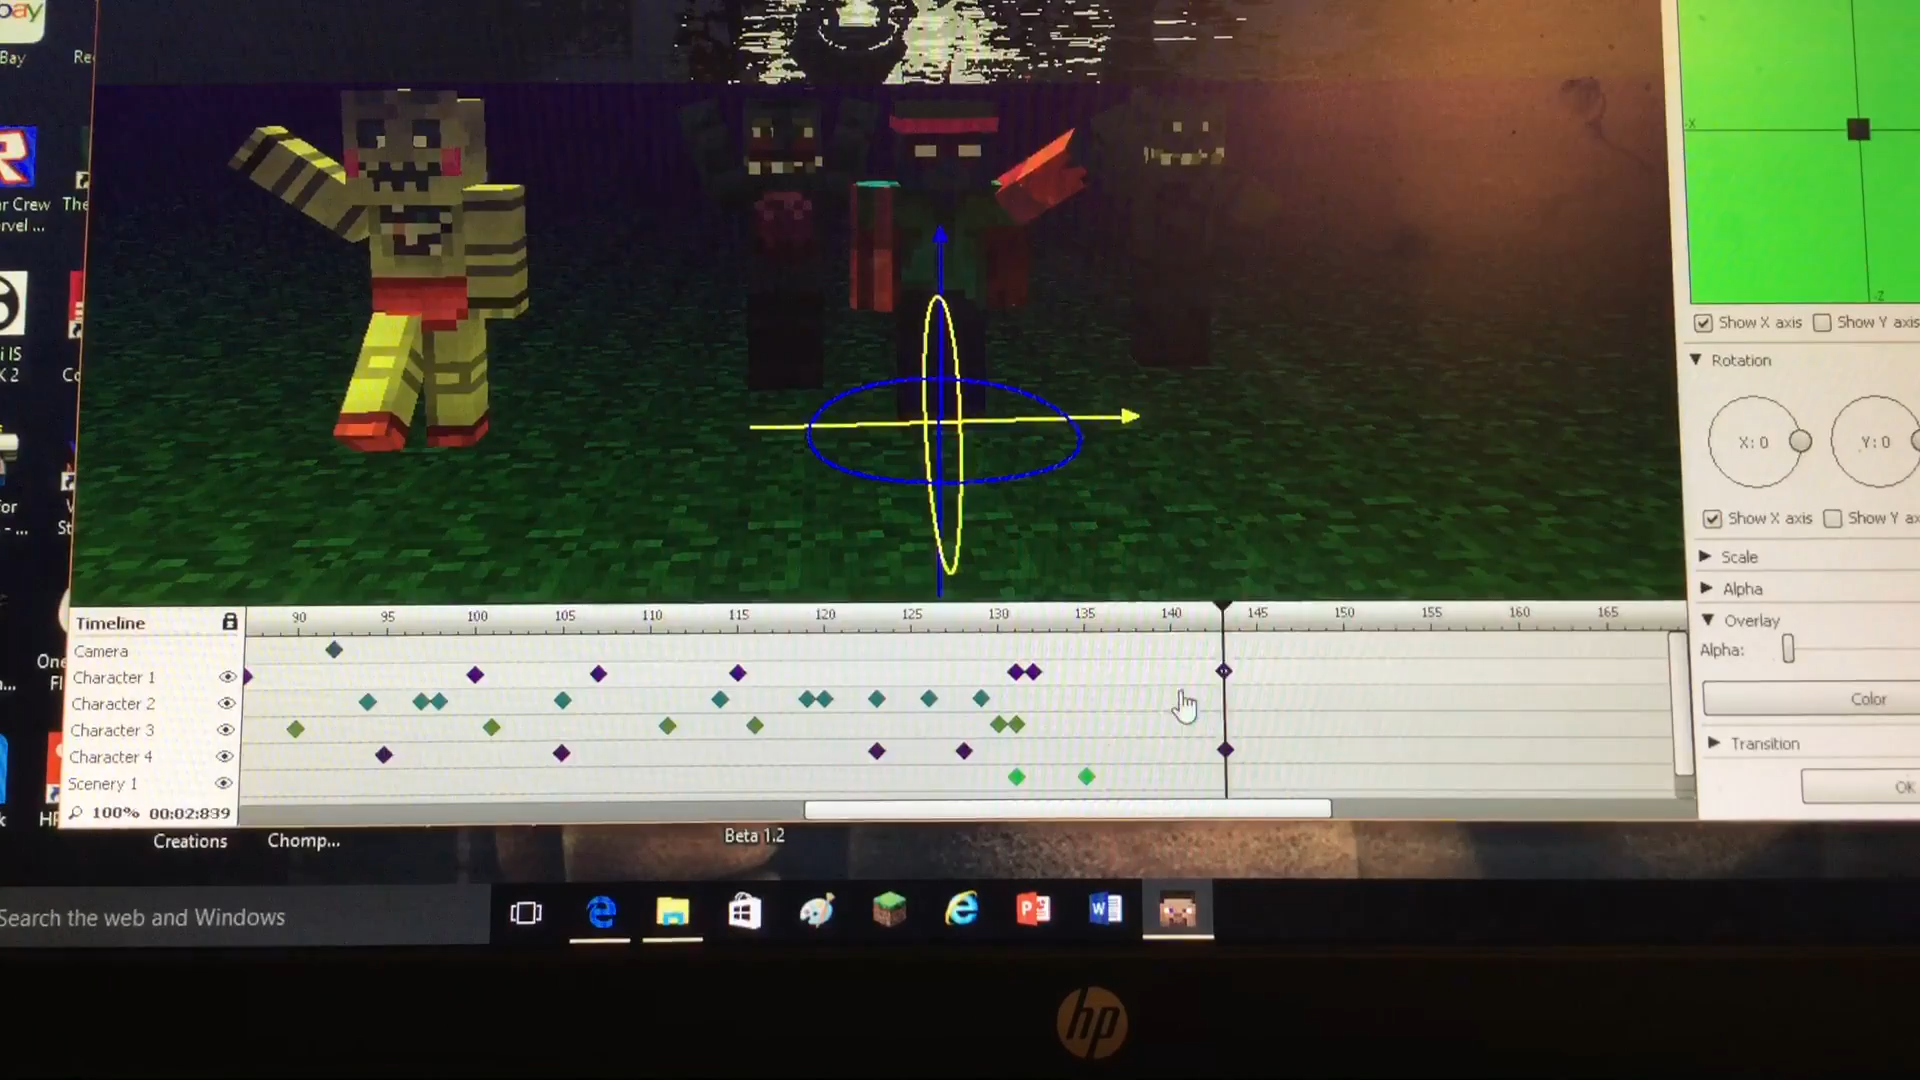 bay
Bay
Re
r Crew
The
rvel ...
i IS
K 2
Co
for
- ...
V
St
One
...
Fl
k
HP
-X
-Z
Show X axis
Show Y axis
Rotation
X: 0
Y: 0
Show X axis
Show Y ax
Scale
Alpha
Overlay
Alpha:
Color
Transition
OK
Timeline
90 95 100 105 110 115 120 125 130 135 140 145 150 155 160 165
Camera
Character 1
Character 2
Character 3
Character 4
Scenery 1
100% 00:02:839
Creations
Chomp...
Beta 1.2
Search the web and Windows
P
W
hp